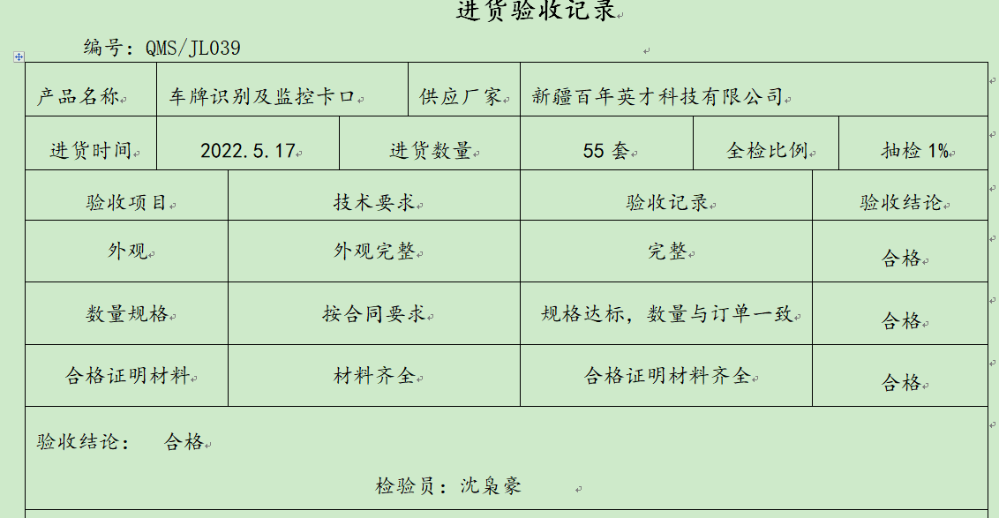 进货验收记录
编号：QMS/JL039
产品名称 车牌识别及监控卡口 供应厂家 新疆百年英才科技有限公司
进货时间 2022.5.17 进货数量 55 套 全检比例 抽检 1%
验收项目 技术要求 验收记录 验收结论
外观 外观完整 完整 合格
数量规格 按合同要求 规格达标，数量与订单一致 合格
合格证明材料 材料齐全 合格证明材料齐全 合格
验收结论： 合格
检验员：沈枭豪